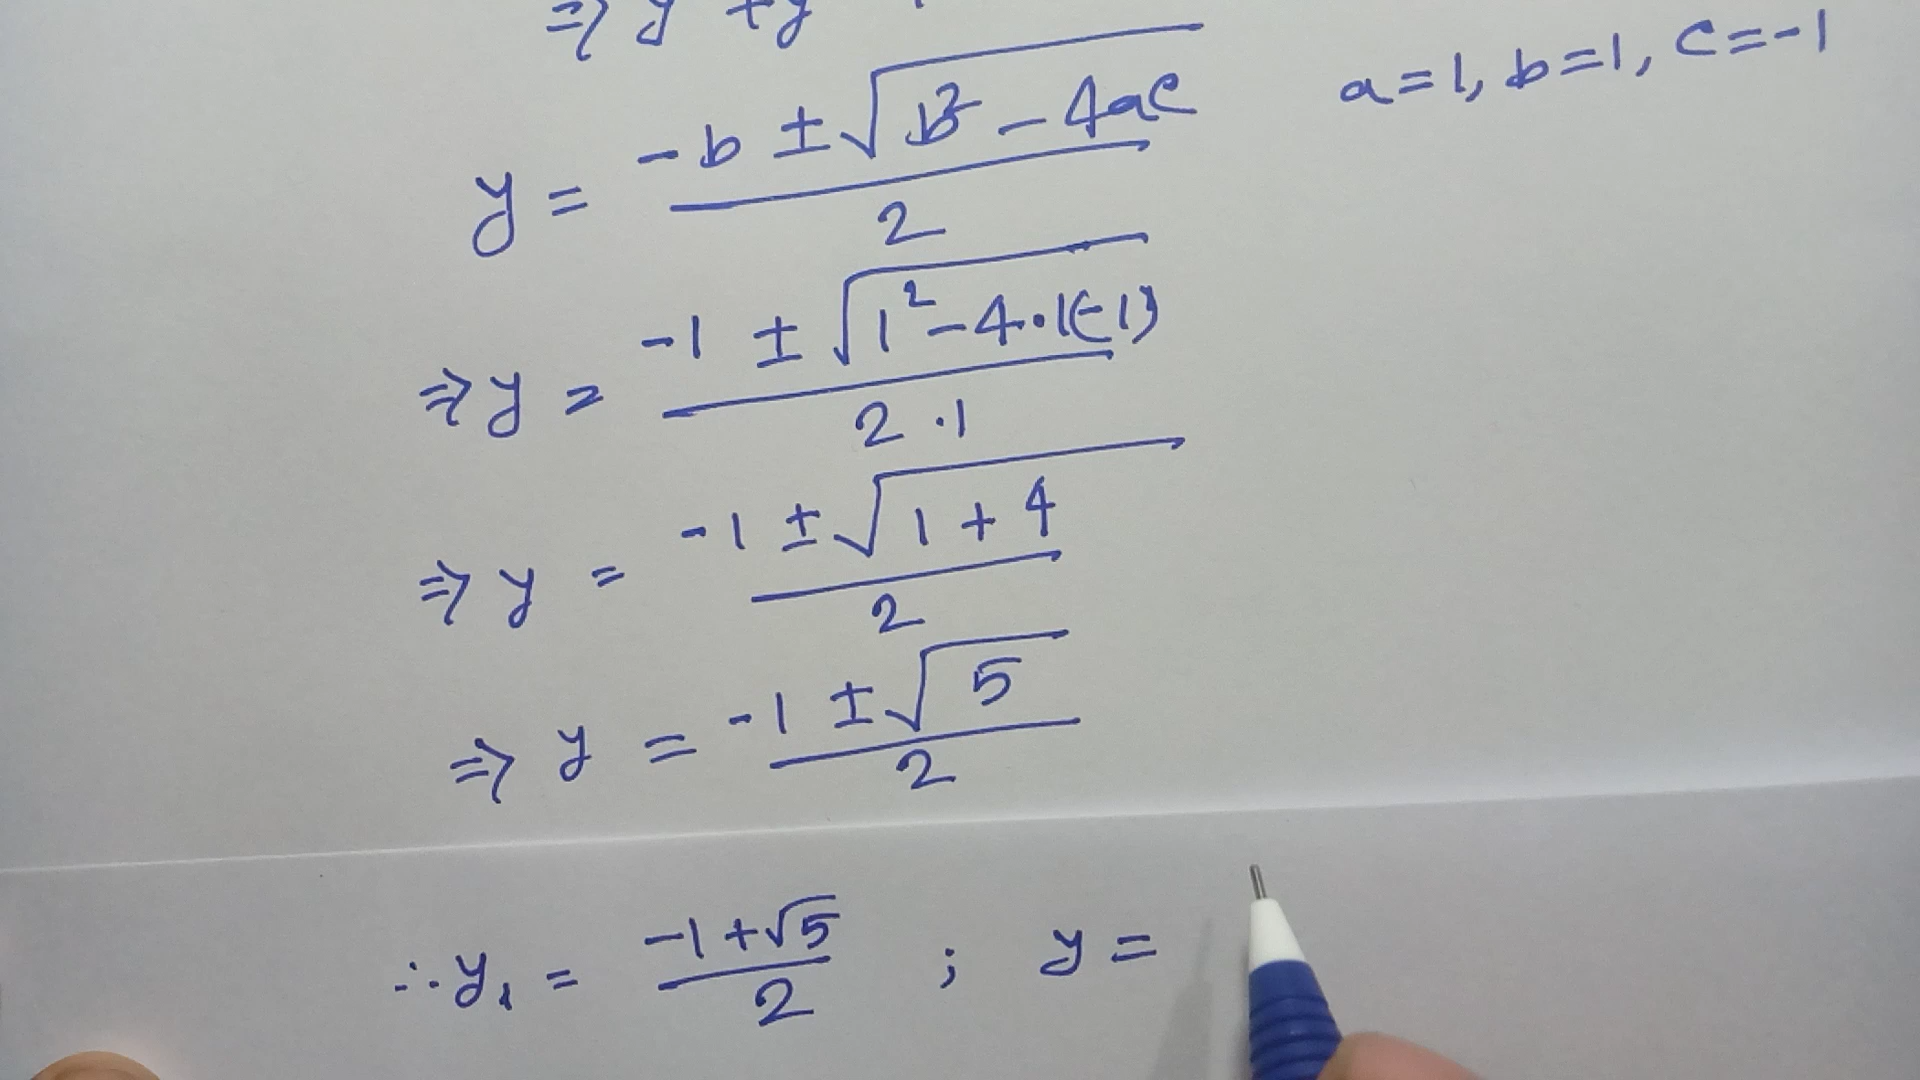 ⇒ y + y
a=1, b=1, c=-1
y = (-b ± √(b² - 4ac)) / 2
⇒ y = (-1 ± √(1² - 4·1(-1))) / (2·1)
⇒ y = (-1 ± √(1 + 4)) / 2
⇒ y = (-1 ± √5) / 2
∴ y₁ = (-1 + √5) / 2 ; y =